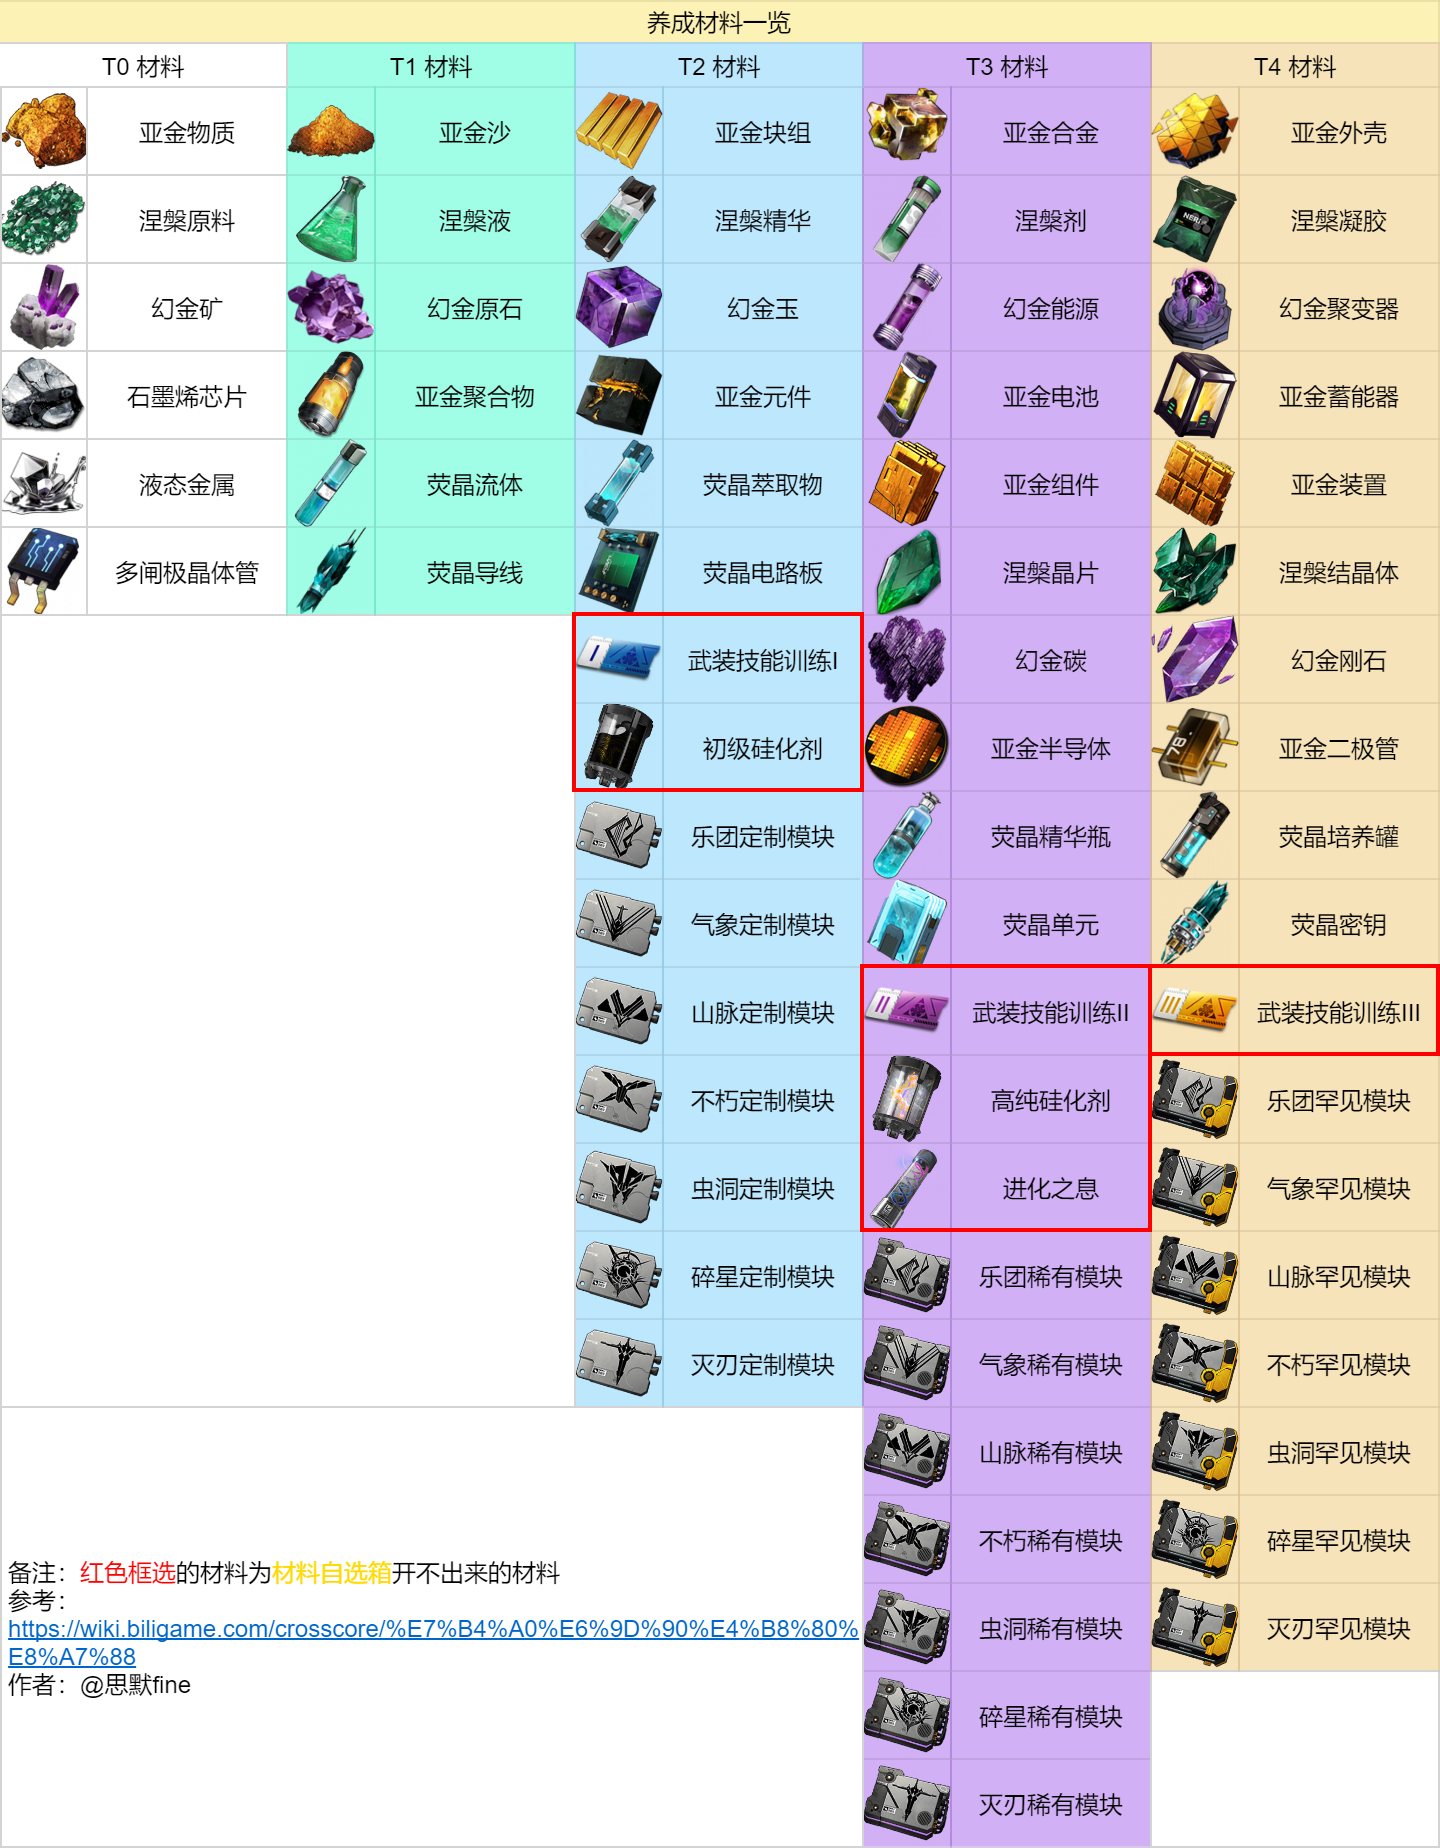 养成材料一览
T0 材料 T1 材料 T2 材料 T3 材料 T4 材料
亚金物质 亚金沙 亚金块组 亚金合金 亚金外壳
涅槃原料 涅槃液 涅槃精华 涅槃剂 涅槃凝胶
幻金矿 幻金原石 幻金玉 幻金能源 幻金聚变器
石墨烯芯片 亚金聚合物 亚金元件 亚金电池 亚金蓄能器
液态金属 荧晶流体 荧晶萃取物 亚金组件 亚金装置
多闸极晶体管 荧晶导线 荧晶电路板 涅槃晶片 涅槃结晶体
武装技能训练I 幻金碳 幻金刚石
初级硅化剂 亚金半导体 亚金二极管
乐团定制模块 荧晶精华瓶 荧晶培养罐
气象定制模块 荧晶单元 荧晶密钥
山脉定制模块 武装技能训练II 武装技能训练III
不朽定制模块 高纯硅化剂 乐团罕见模块
虫洞定制模块 进化之息 气象罕见模块
碎星定制模块 乐团稀有模块 山脉罕见模块
灭刃定制模块 气象稀有模块 不朽罕见模块
山脉稀有模块 虫洞罕见模块
不朽稀有模块 碎星罕见模块
虫洞稀有模块 灭刃罕见模块
碎星稀有模块
灭刃稀有模块
备注：红色框选的材料为材料自选箱开不出来的材料
参考：
https://wiki.biligame.com/crosscore/%E7%B4%A0%E6%9D%90%E4%B8%80%
E8%A7%88
作者：@思默fine